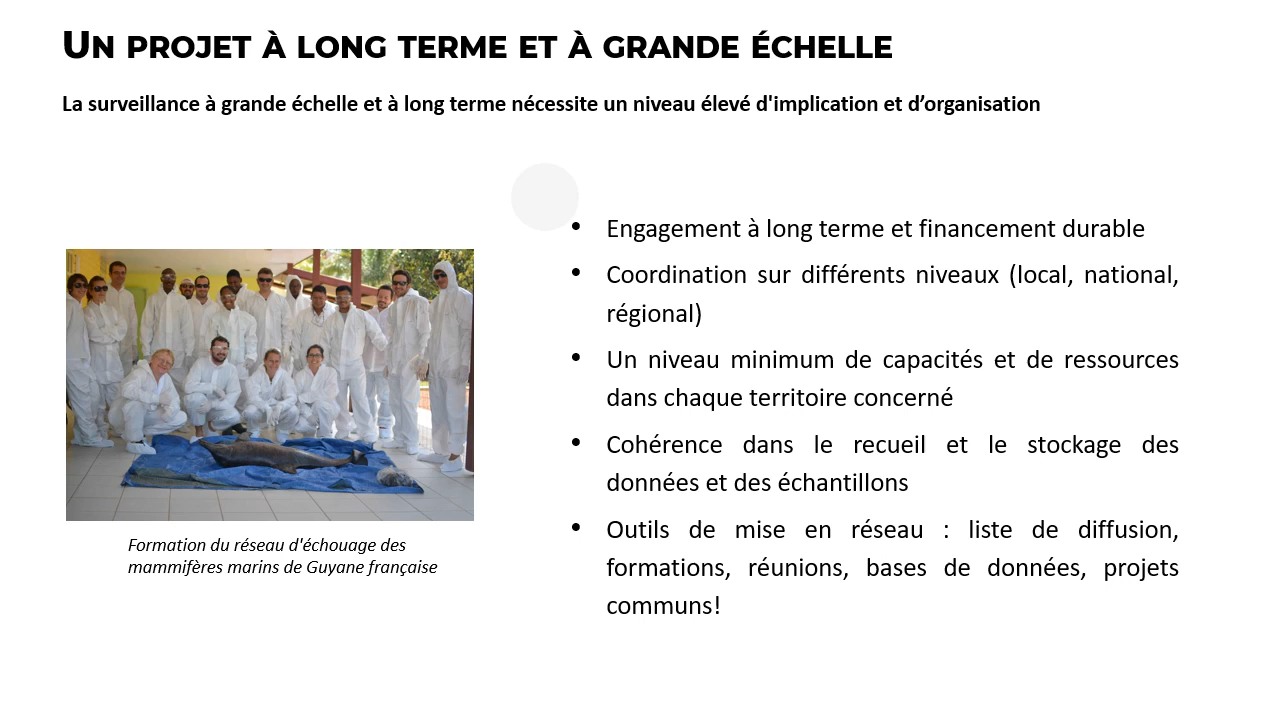 Un projet à long terme et à grande échelle
La surveillance à grande échelle et à long terme nécessite un niveau élevé d'implication et d’organisation
• Engagement à long terme et financement durable
• Coordination sur différents niveaux (local, national,
régional)
• Un niveau minimum de capacités et de ressources
dans chaque territoire concerné
• Cohérence dans le recueil et le stockage des
données et des échantillons
• Outils de mise en réseau : liste de diffusion,
formations, réunions, bases de données, projets
communs!
Formation du réseau d'échouage des
mammifères marins de Guyane française